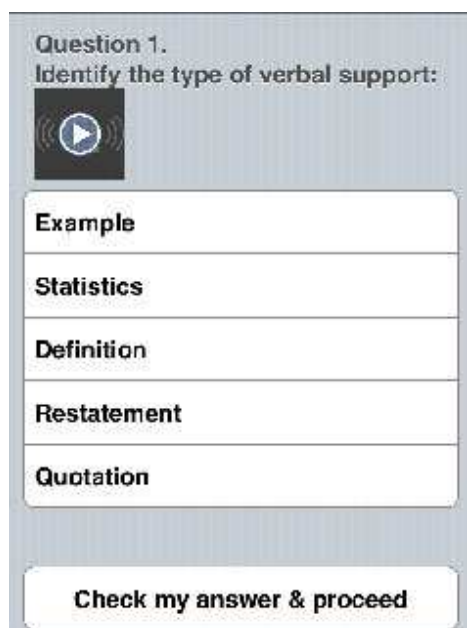 Question 1.
Identify the type of verbal support:
Example
Statistics
Definition
Restatement
Quotation
Check my answer & proceed